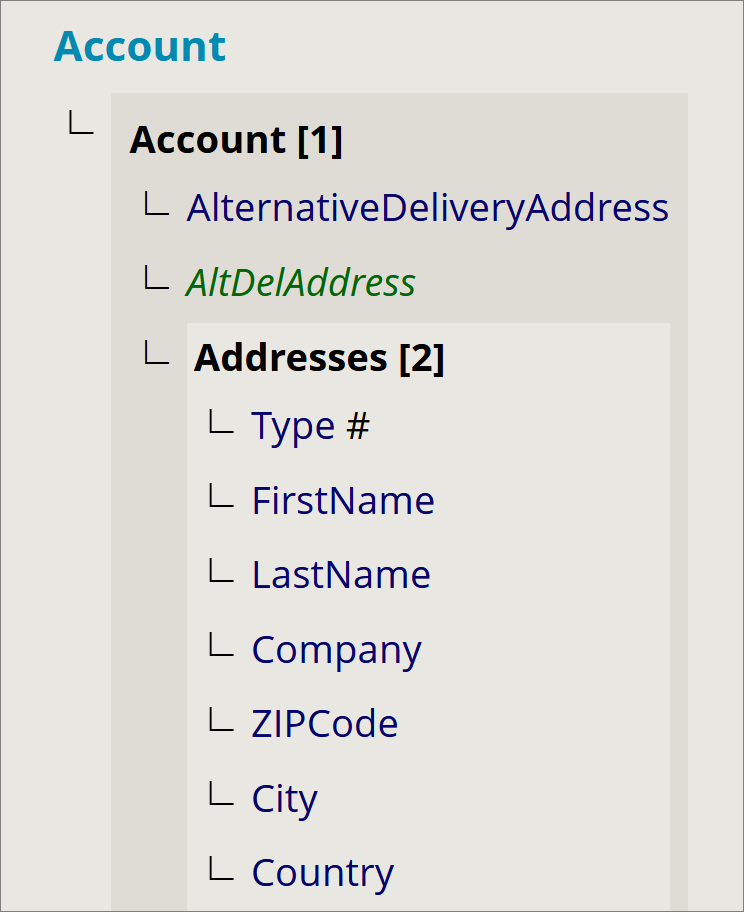 Account
Account [1]
AlternativeDeliveryAddress
AltDelAddress
Addresses [2]
Type #
FirstName
LastName
Company
ZIPCode
City
Country